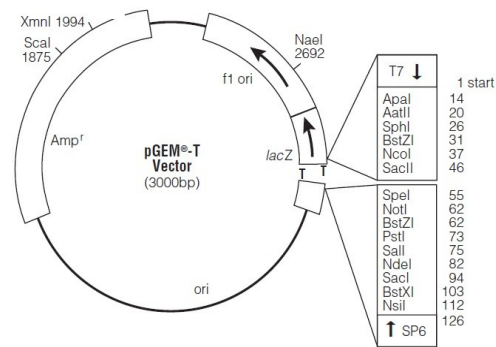 XmnI 1994
ScaI
1875
NaeI
2692
f1 ori
Ampʳ
pGEM®-T
Vector
(3000bp)
lacZ
T T
ori
T7 ↓
1 start
ApaI 14
AatII 20
SphI 26
BstZI 31
NcoI 37
SacII 46
SpeI 55
NotI 62
BstZI 62
PstI 73
SalI 75
NdeI 82
SacI 94
BstXI 103
NsiI 112
↑ SP6 126